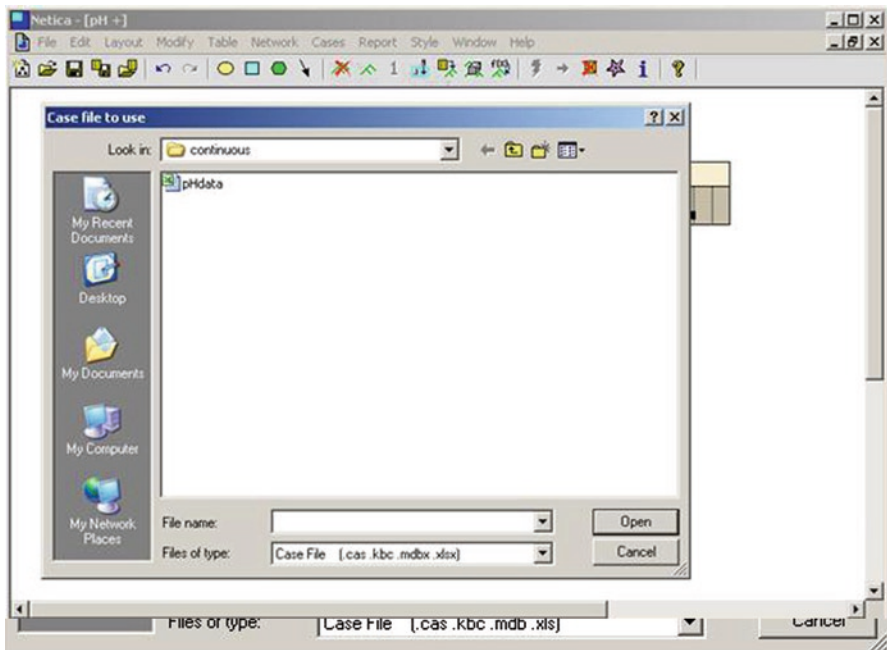 Netica - [pH +]
File Edit Layout Modify Table Network Cases Report Style Window Help
1
Case file to use
Look in: continuous
pHdata
My Recent
Documents
Desktop
My Documents
My Computer
My Network
Places
File name:
Open
Files of type: Case File (.cas .kbc .mdbx .xlsx)
Cancel
Files of type: Case File (.cas .kbc .mdb .xls) Cancel